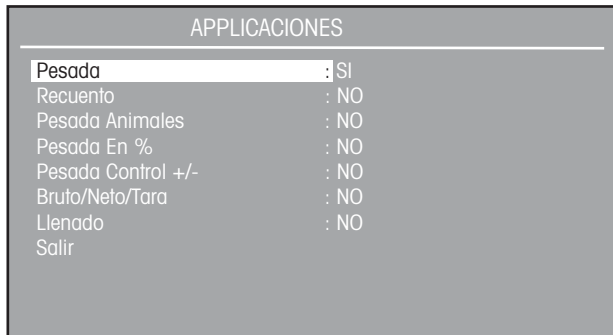 APPLICACIONES
Pesada : SI
Recuento : NO
Pesada Animales : NO
Pesada En % : NO
Pesada Control +/- : NO
Bruto/Neto/Tara : NO
Llenado : NO
Salir